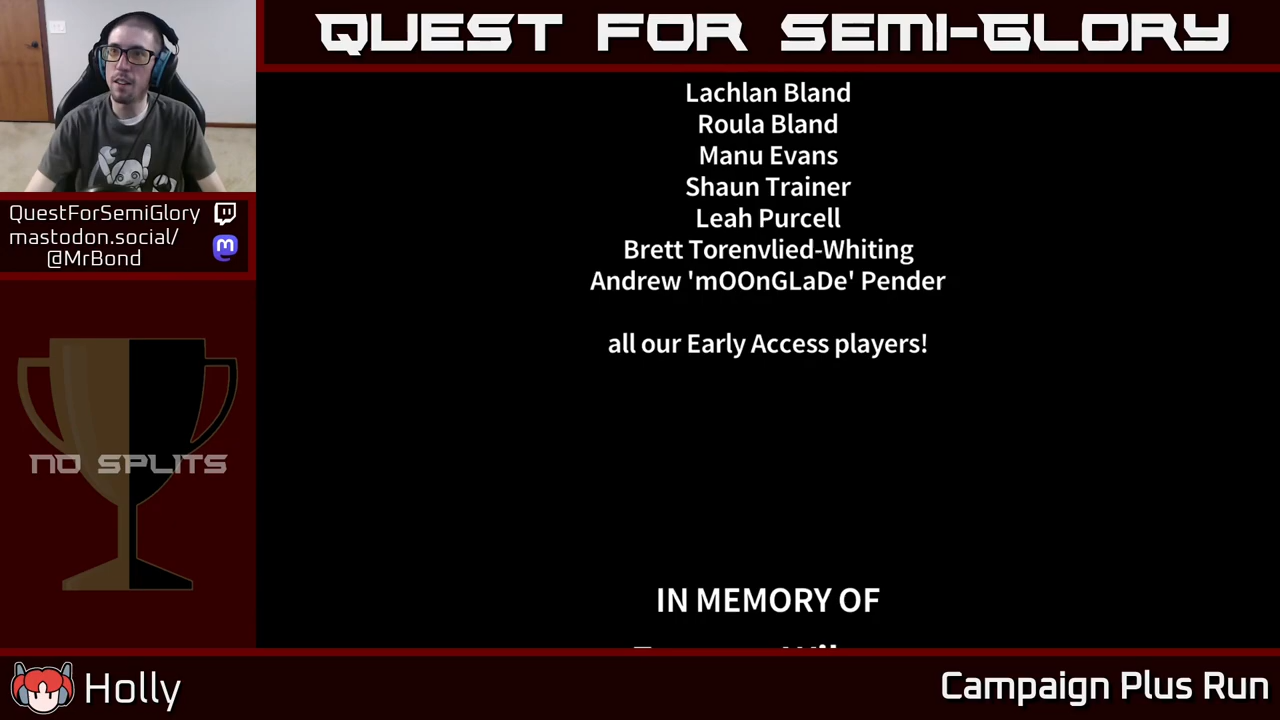 QUEST FOR SEMI-GLORY
Lachlan Bland
Roula Bland
Manu Evans
Shaun Trainer
Leah Purcell
Brett Torenvlied-Whiting
Andrew 'mOOnGLaDe' Pender
all our Early Access players!
IN MEMORY OF
QuestForSemiGlory
mastodon.social/
@MrBond
NO SPLITS
Holly
Campaign Plus Run